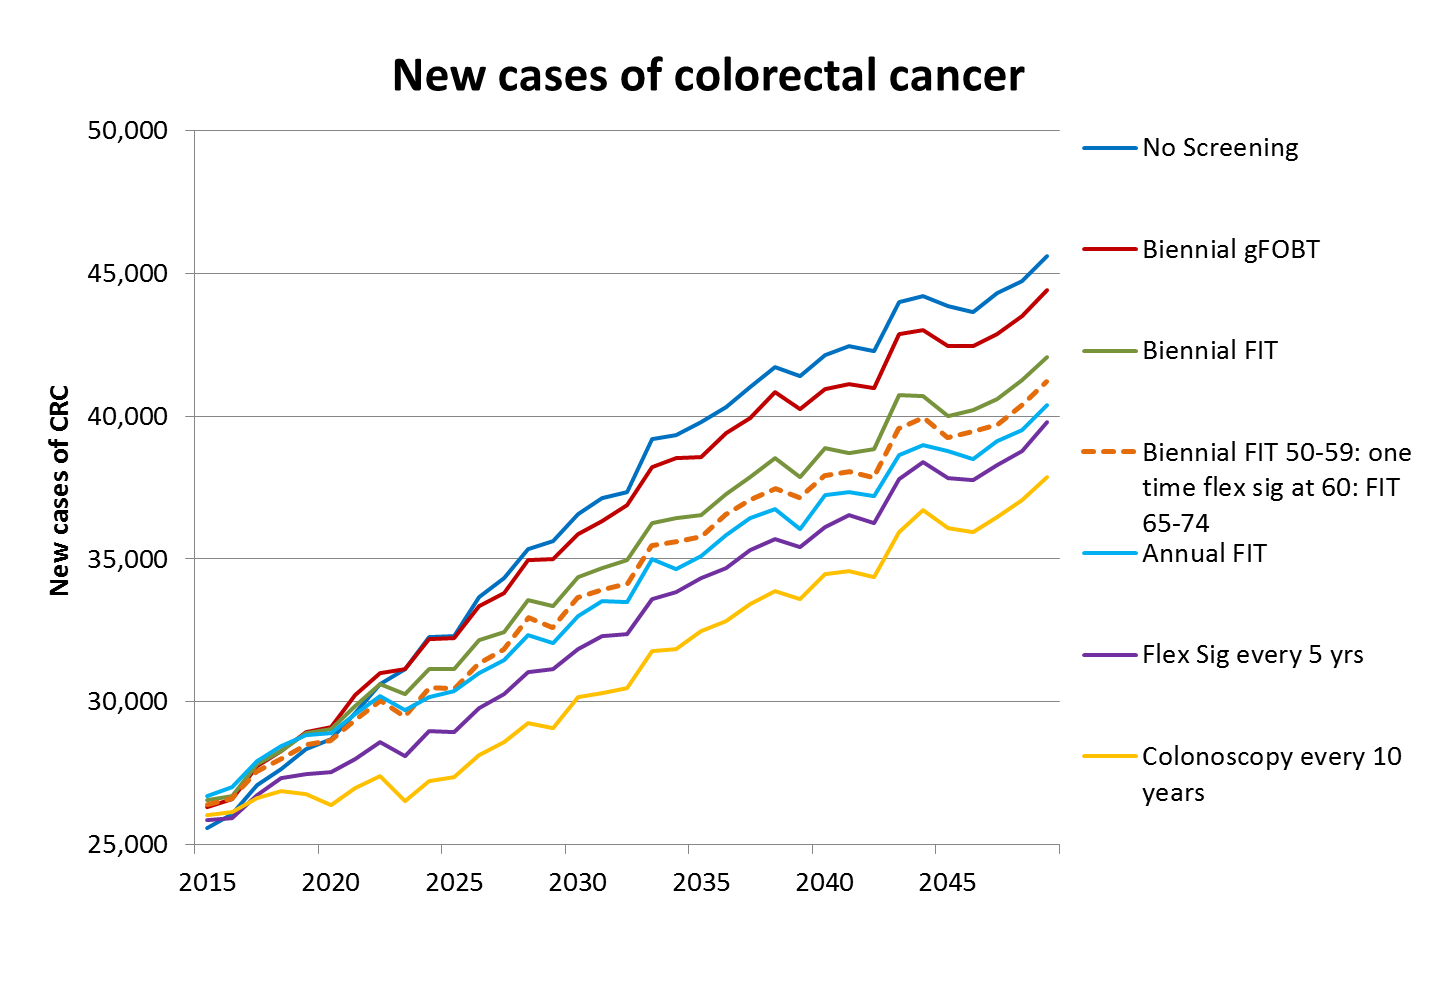 New cases of colorectal cancer
50,000
45,000
40,000
35,000
30,000
25,000
New cases of CRC
2015
2020
2025
2030
2035
2040
2045
No Screening
Biennial gFOBT
Biennial FIT
Biennial FIT 50-59: one
time flex sig at 60: FIT
65-74
Annual FIT
Flex Sig every 5 yrs
Colonoscopy every 10
years